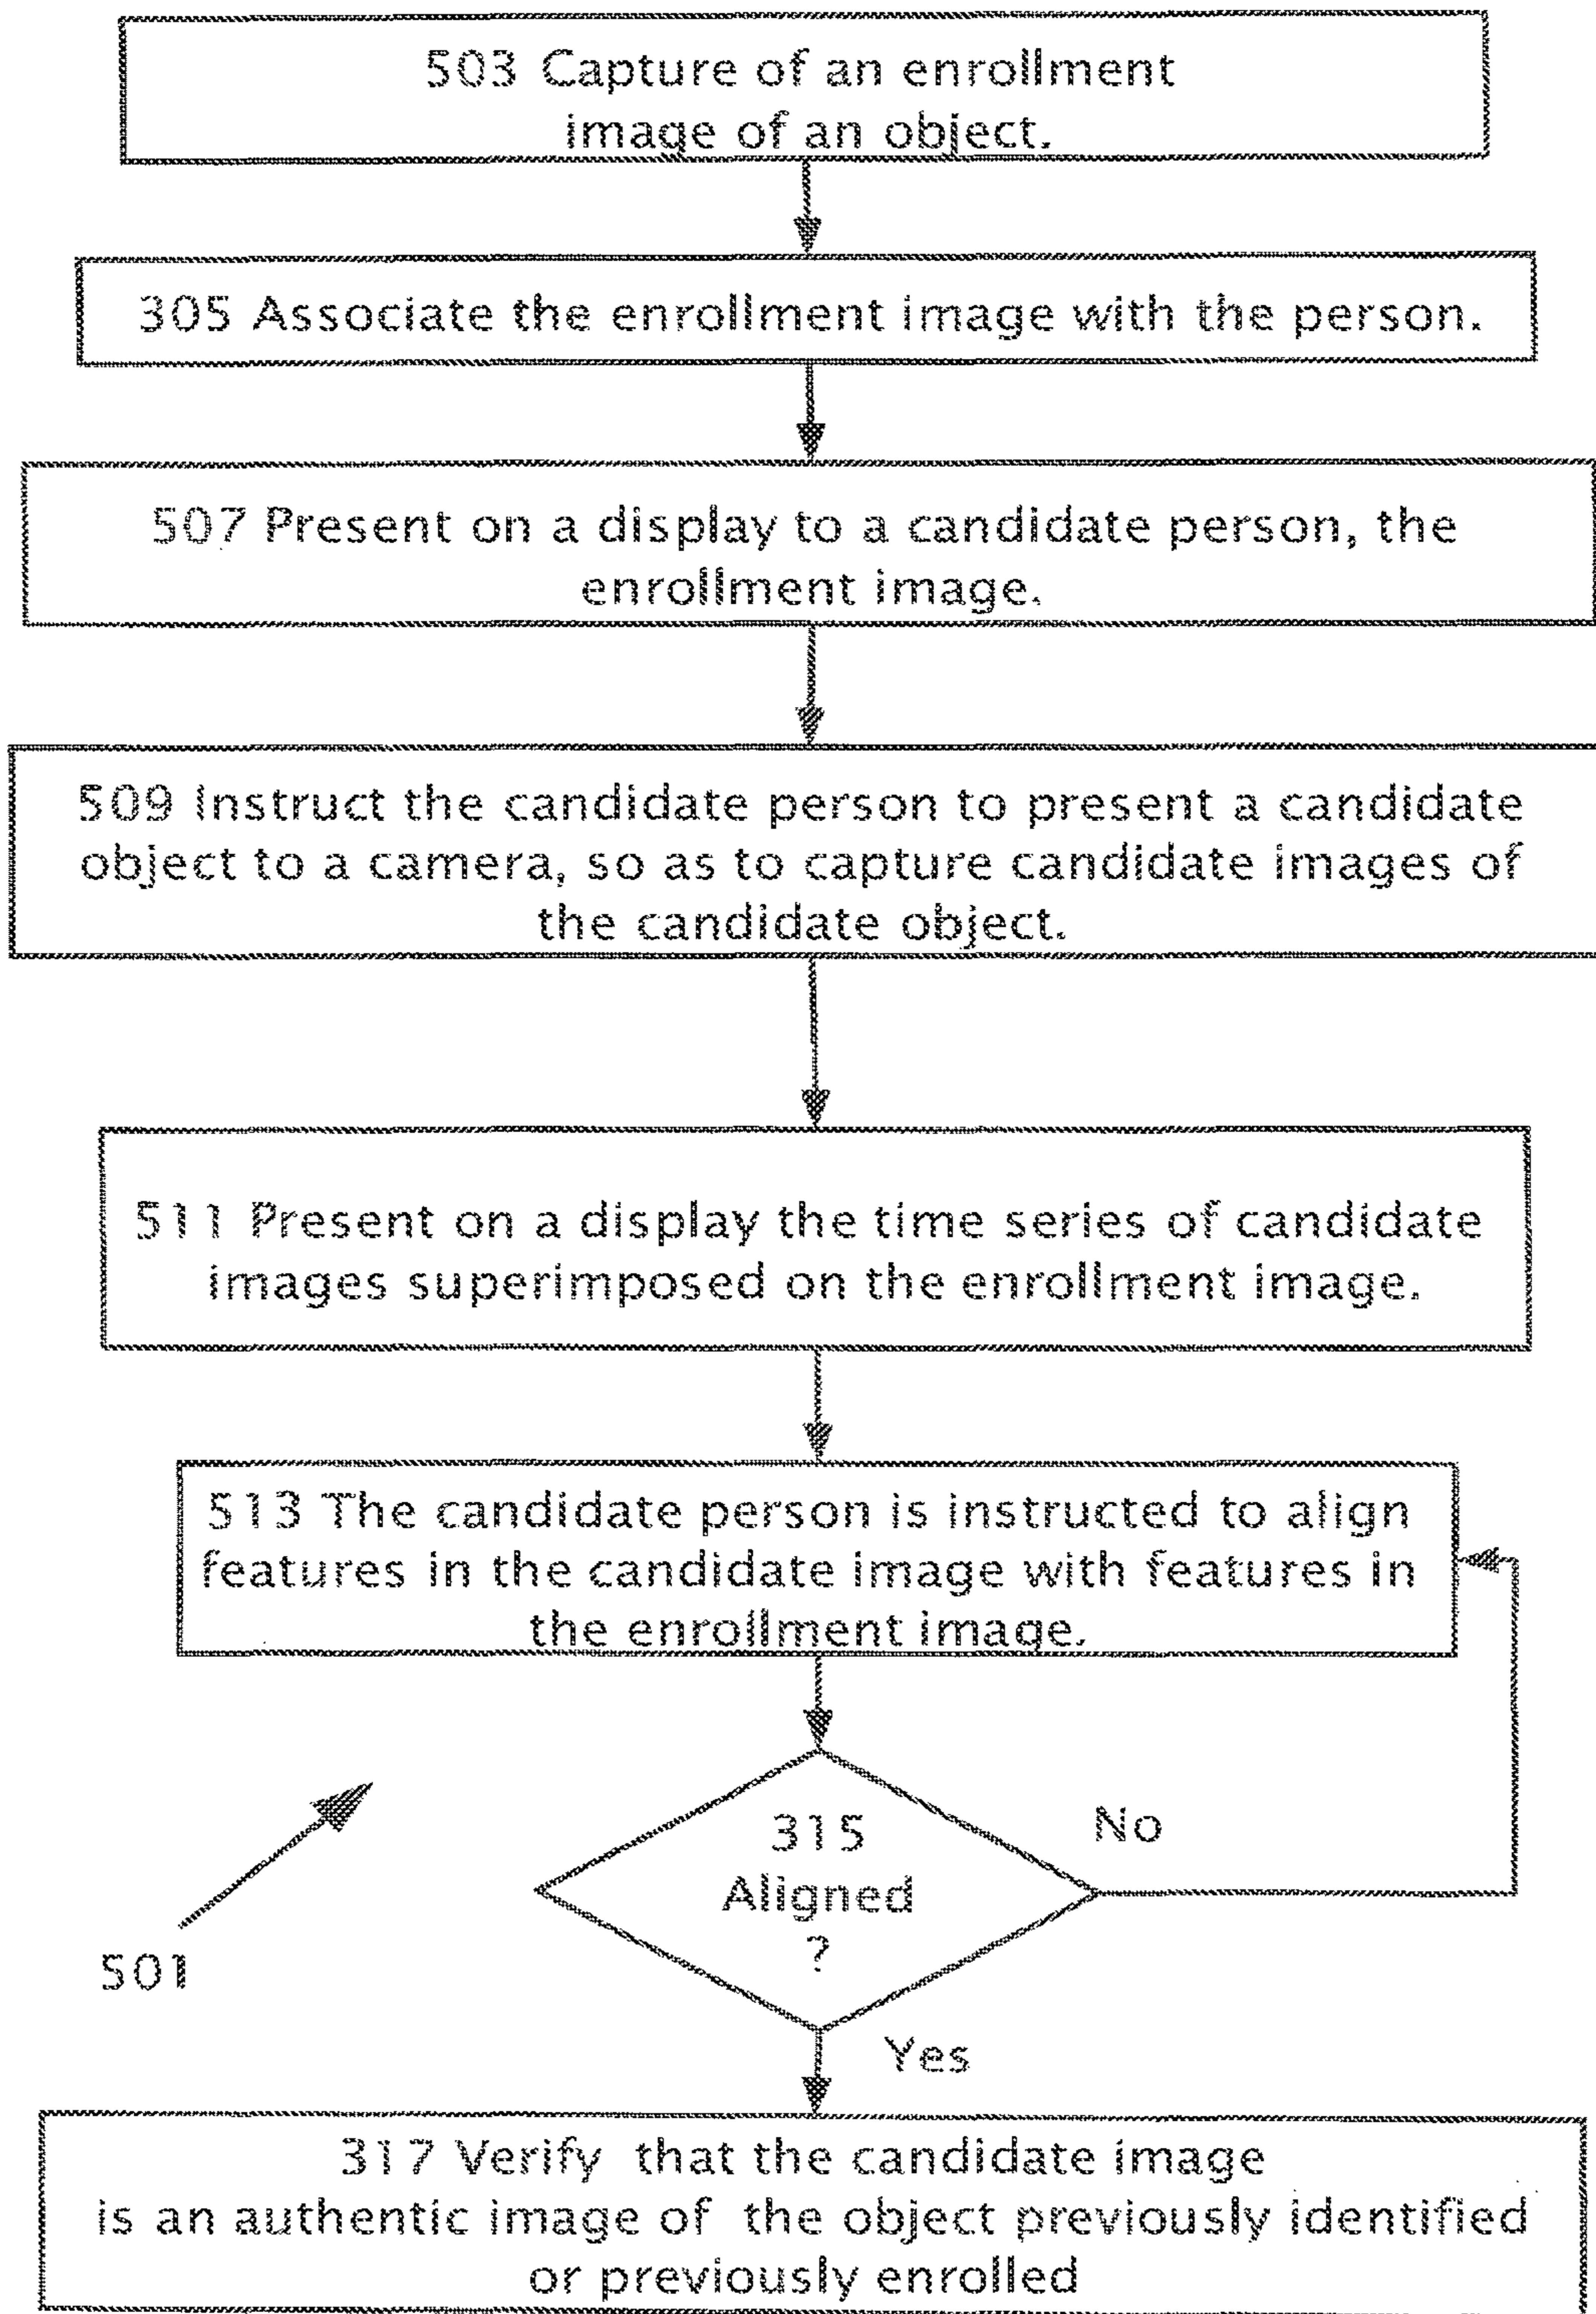 503 Capture of an enrollment
image of an object.
305 Associate the enrollment image with the person.
507 Present on a display to a candidate person, the
enrollment image.
509 Instruct the candidate person to present a candidate
object to a camera, so as to capture candidate images of
the candidate object.
511 Present on a display the time series of candidate
images superimposed on the enrollment image.
513 The candidate person is instructed to align
features in the candidate image with features in
the enrollment image.
315
Aligned
?
No
501
Yes
317 Verify that the candidate image
is an authentic image of the object previously identified
or previously enrolled